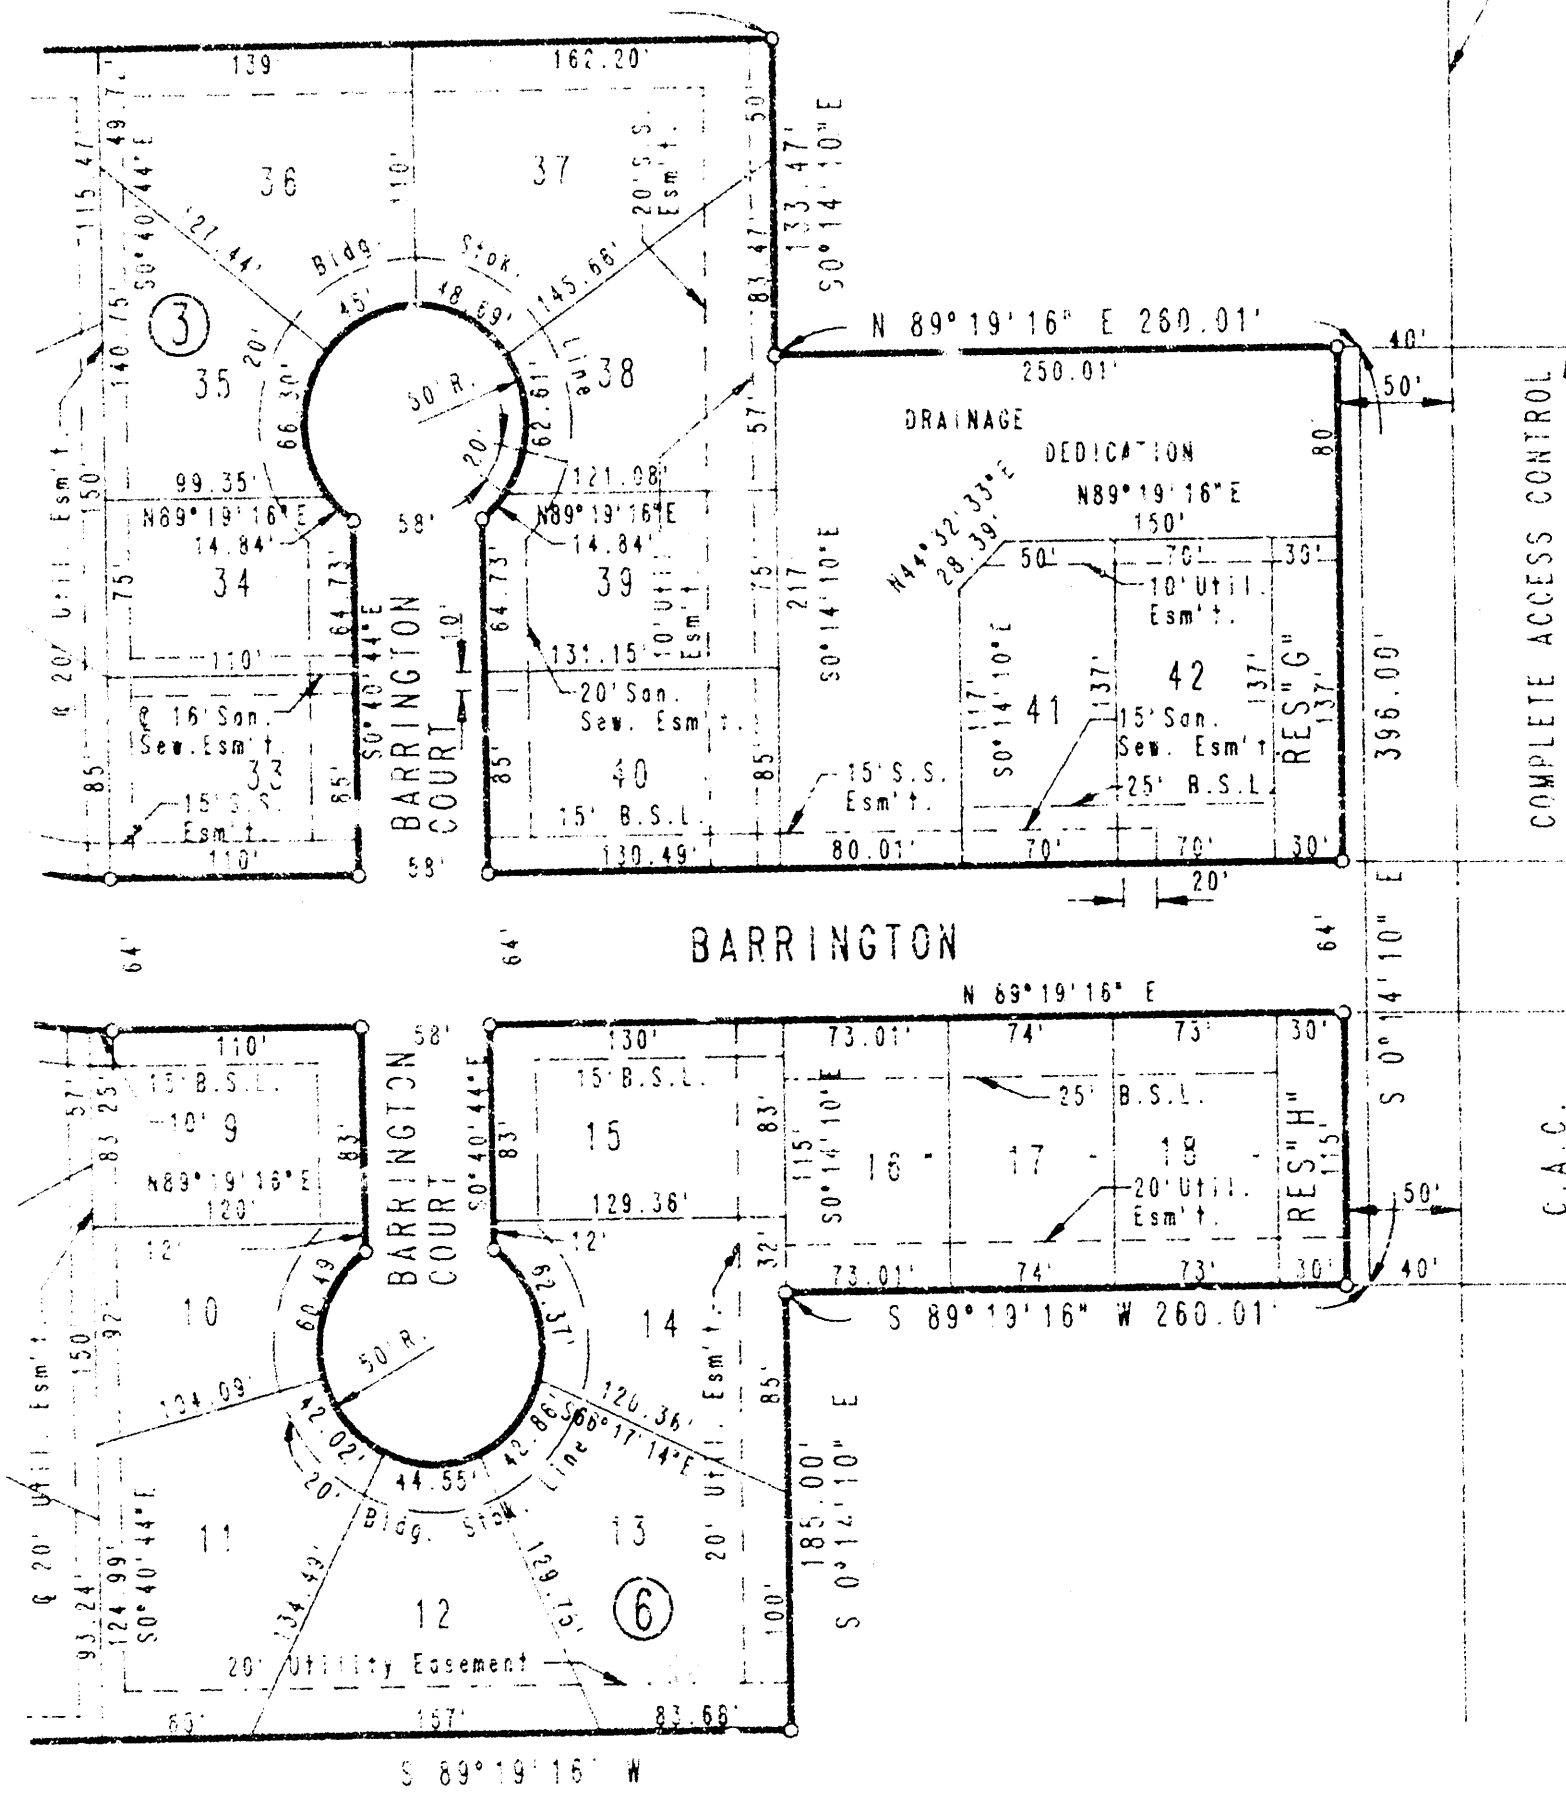 139'
162.20'
50'
133.47'
S0°14'10"E
83.47'
115.47'
S0°40'44"E
36
110'
37
20' S.S.
Esm't.
127.44'
Bldg.
Stbk.
Line
145.66'
45'
48.69'
3
20'
140.75'
35
66.30'
50' R.
62.61'
38
20'
57'
N 89°19'16" E 260.01'
250.01'
40'
50'
80'
DRAINAGE
DEDICATION
N89°19'16"E
150'
N44°32'33"E
28.39'
COMPLETE ACCESS CONTROL
150'
99.35'
N89°19'16"E
14.84'
58'
121.08'
N89°19'16"E
14.84'
34
39
75'
64.73'
64.73'
75'
217'
S0°14'10"E
10' Util.
Esm't.
S0°40'44"E
BARRINGTON
COURT
10'
110'
131.15'
℄ 20' Util. Esm't.
℄ 16' San.
Sew. Esm't.
33
20' San.
Sew. Esm't.
40
15' B.S.L.
15' S.S.
Esm't.
85'
85'
85'
85'
15' S.S.
Esm't.
50'
70'
30'
10' Util.
Esm't.
117'
S0°14'10"E
41
137'
42
137'
RES "G"
137'
15' San.
Sew. Esm't
25' B.S.L.
396.00'
110'
58'
130.49'
80.01'
70'
70'
30'
20'
64'
64'
BARRINGTON
64'
N 89°19'16" E
S 0°14'10" E
110'
58'
130'
73.01'
74'
73'
30'
15' B.S.L.
10'
9
57'
83.23'
N89°19'16"E
120'
12'
83'
BARRINGTON
COURT
S0°40'44"E
83'
15' B.S.L.
15
129.36'
12'
83'
115'
S0°14'10"E
25' B.S.L.
16
17
18
20' Util.
Esm't.
RES "H"
115'
50'
C.A.C.
32'
73.01'
74'
73'
30'
40'
S 89°19'16" W 260.01'
10
60.49'
50' R.
62.37'
14
150'
92'
104.09'
42.02'
44.55'
42.86'
120.36'
S66°17'14"E
20'
Bldg. Stbk. Line
20' Util. Esm't.
85'
185.00'
S 0°14'10" E
℄ 20' Util. Esm't.
93.24'
124.99'
S0°40'44"E
11
134.49'
12
13
6
100'
20' Utility Easement
83.68'
S 89°19'16" W